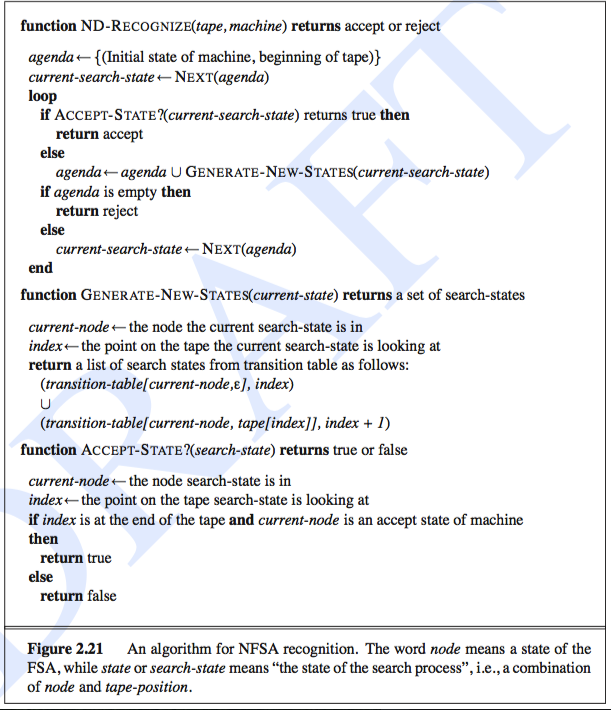 function ND-RECOGNIZE(tape, machine) returns accept or reject
agenda ← {(Initial state of machine, beginning of tape)}
current-search-state ← NEXT(agenda)
loop
if ACCEPT-STATE?(current-search-state) returns true then
return accept
else
agenda ← agenda ∪ GENERATE-NEW-STATES(current-search-state)
if agenda is empty then
return reject
else
current-search-state ← NEXT(agenda)
end
function GENERATE-NEW-STATES(current-state) returns a set of search-states
current-node ← the node the current search-state is in
index ← the point on the tape the current search-state is looking at
return a list of search states from transition table as follows:
(transition-table[current-node,ε], index)
∪
(transition-table[current-node, tape[index]], index + 1)
function ACCEPT-STATE?(search-state) returns true or false
current-node ← the node search-state is in
index ← the point on the tape search-state is looking at
if index is at the end of the tape and current-node is an accept state of machine
then
return true
else
return false
Figure 2.21 An algorithm for NFSA recognition. The word node means a state of the
FSA, while state or search-state means “the state of the search process”, i.e., a combination
of node and tape-position.
DRAFT